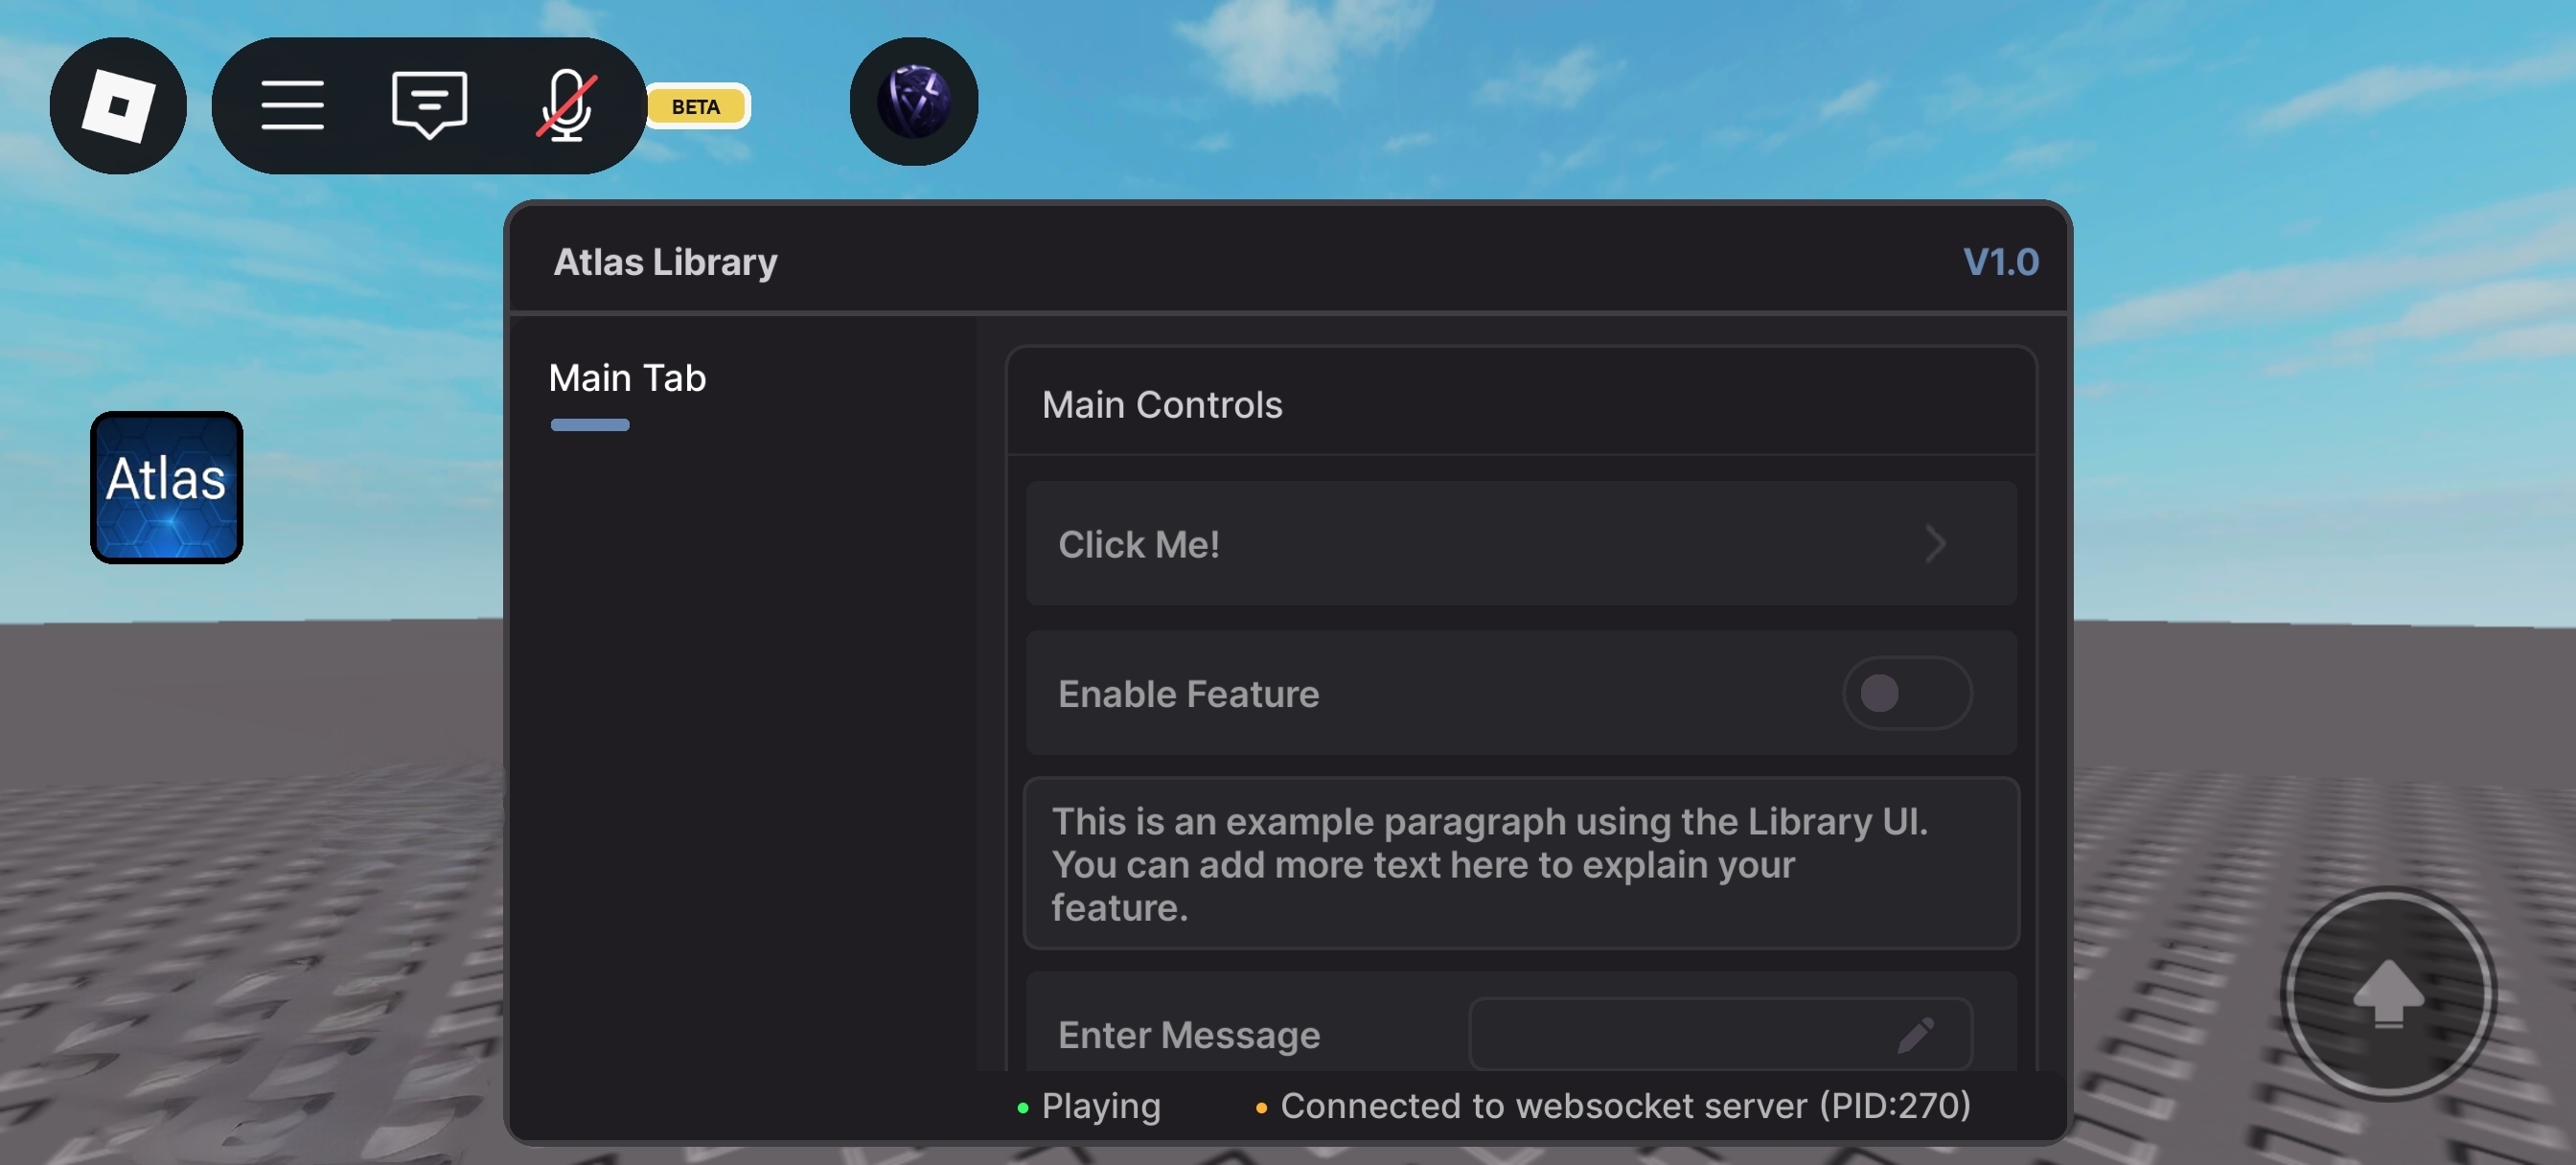 BETA
Atlas Library
V1.0
Main Tab
Main Controls
Atlas
Click Me!
Enable Feature
This is an example paragraph using the Library UI.
You can add more text here to explain your
feature.
Enter Message
Playing
Connected to websocket server (PID:270)